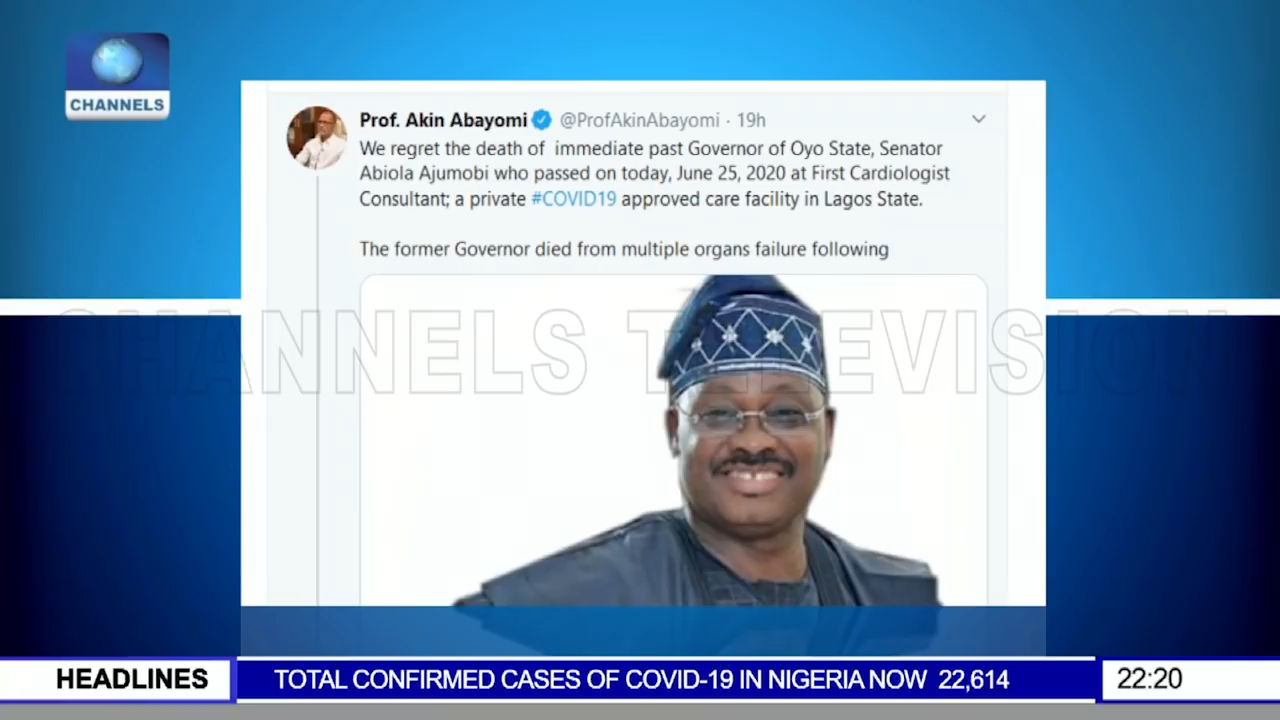 CHANNELS
Prof. Akin Abayomi @ProfAkinAbayomi · 19h
We regret the death of immediate past Governor of Oyo State, Senator
Abiola Ajumobi who passed on today, June 25, 2020 at First Cardiologist
Consultant; a private #COVID19 approved care facility in Lagos State.
The former Governor died from multiple organs failure following
CHANNELS TELEVISION
HEADLINES TOTAL CONFIRMED CASES OF COVID-19 IN NIGERIA NOW 22,614 22:20